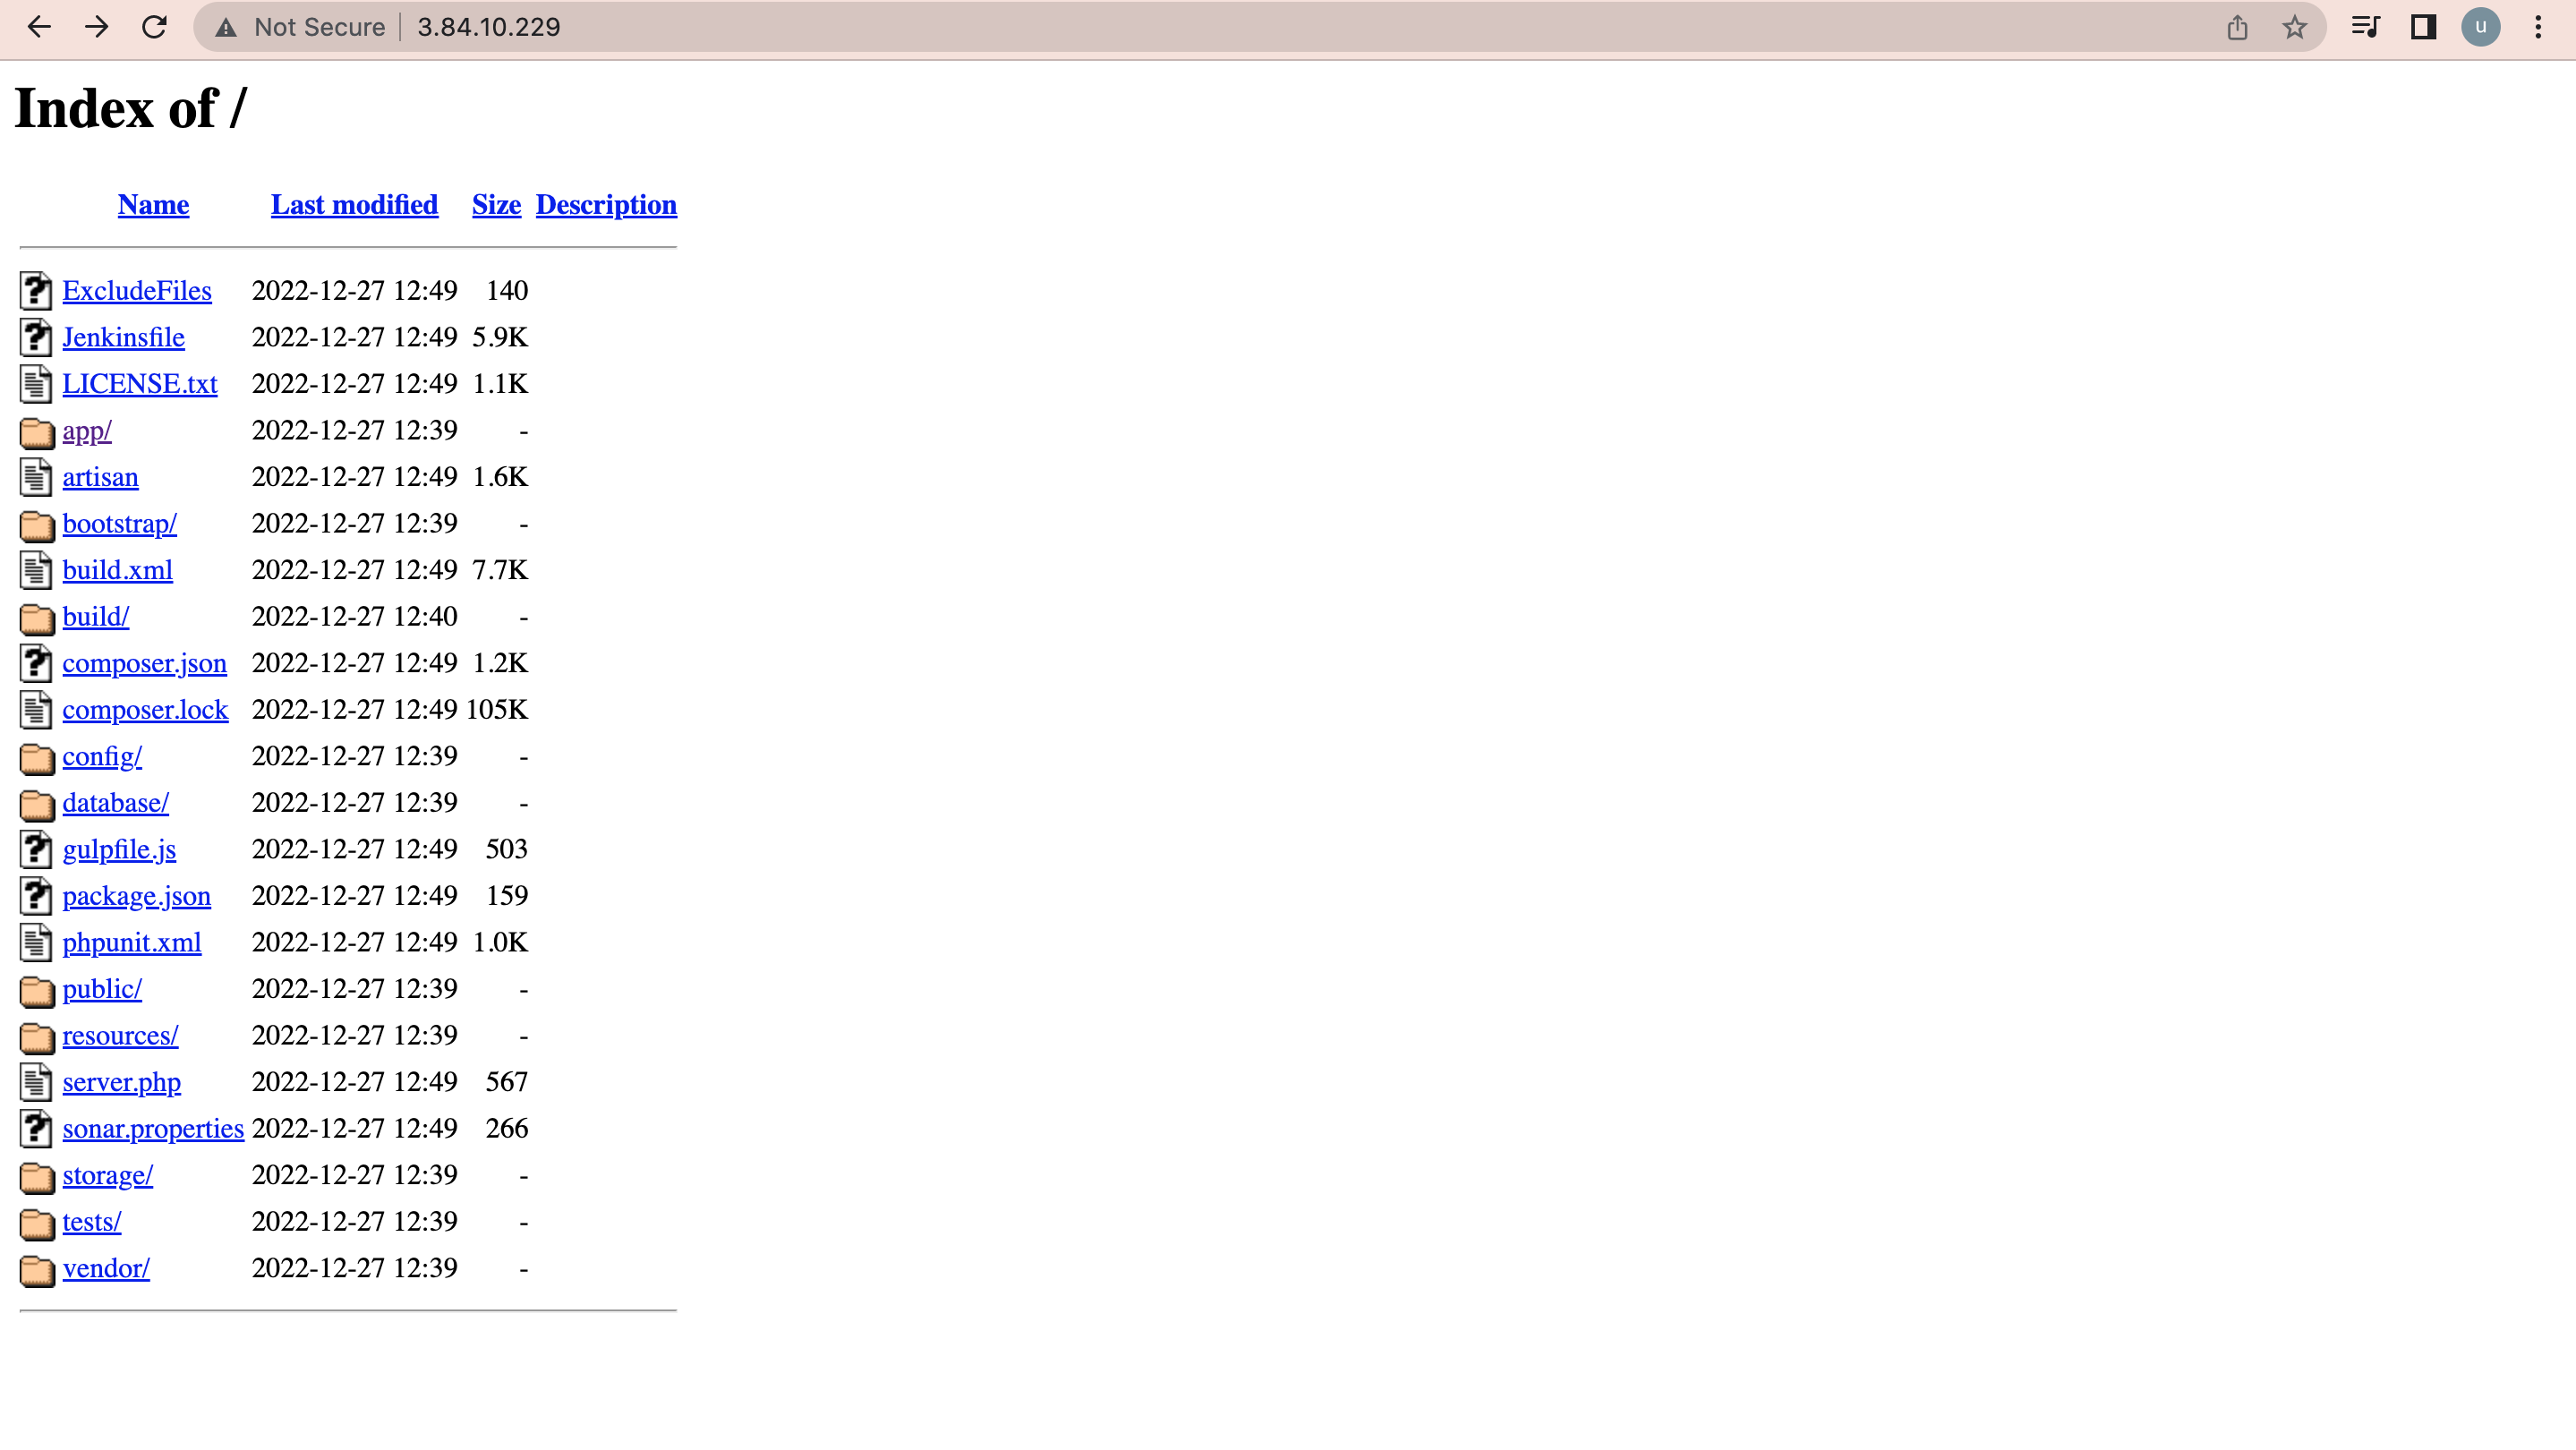 Not Secure 3.84.10.229
u
Index of /
Name Last modified Size Description
ExcludeFiles 2022-12-27 12:49 140
Jenkinsfile 2022-12-27 12:49 5.9K
LICENSE.txt 2022-12-27 12:49 1.1K
app/ 2022-12-27 12:39 -
artisan 2022-12-27 12:49 1.6K
bootstrap/ 2022-12-27 12:39 -
build.xml 2022-12-27 12:49 7.7K
build/ 2022-12-27 12:40 -
composer.json 2022-12-27 12:49 1.2K
composer.lock 2022-12-27 12:49 105K
config/ 2022-12-27 12:39 -
database/ 2022-12-27 12:39 -
gulpfile.js 2022-12-27 12:49 503
package.json 2022-12-27 12:49 159
phpunit.xml 2022-12-27 12:49 1.0K
public/ 2022-12-27 12:39 -
resources/ 2022-12-27 12:39 -
server.php 2022-12-27 12:49 567
sonar.properties 2022-12-27 12:49 266
storage/ 2022-12-27 12:39 -
tests/ 2022-12-27 12:39 -
vendor/ 2022-12-27 12:39 -